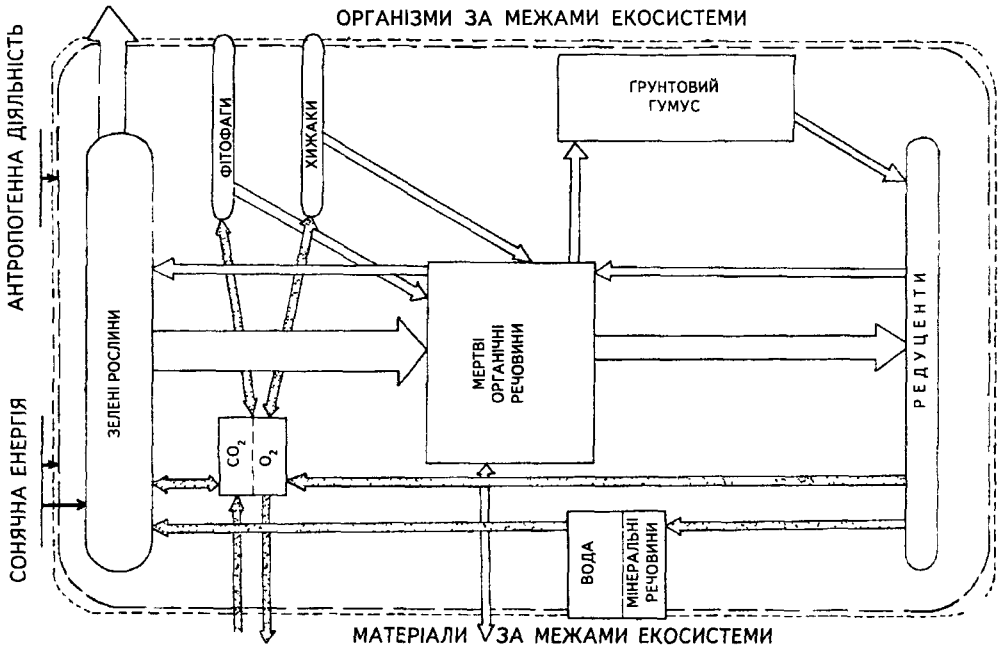 ОРГАНІЗМИ ЗА МЕЖАМИ ЕКОСИСТЕМИ
АНТРОПОГЕННА ДІЯЛЬНІСТЬ
СОНЯЧНА ЕНЕРГІЯ
ЗЕЛЕНІ РОСЛИНИ
ФІТОФАГИ
ХИЖАКИ
ҐРУНТОВИЙ
ГУМУС
МЕРТВІ
ОРГАНІЧНІ
РЕЧОВИНИ
РЕДУЦЕНТИ
CO₂
O₂
ВОДА
МІНЕРАЛЬНІ
РЕЧОВИНИ
МАТЕРІАЛИ ЗА МЕЖАМИ ЕКОСИСТЕМИ